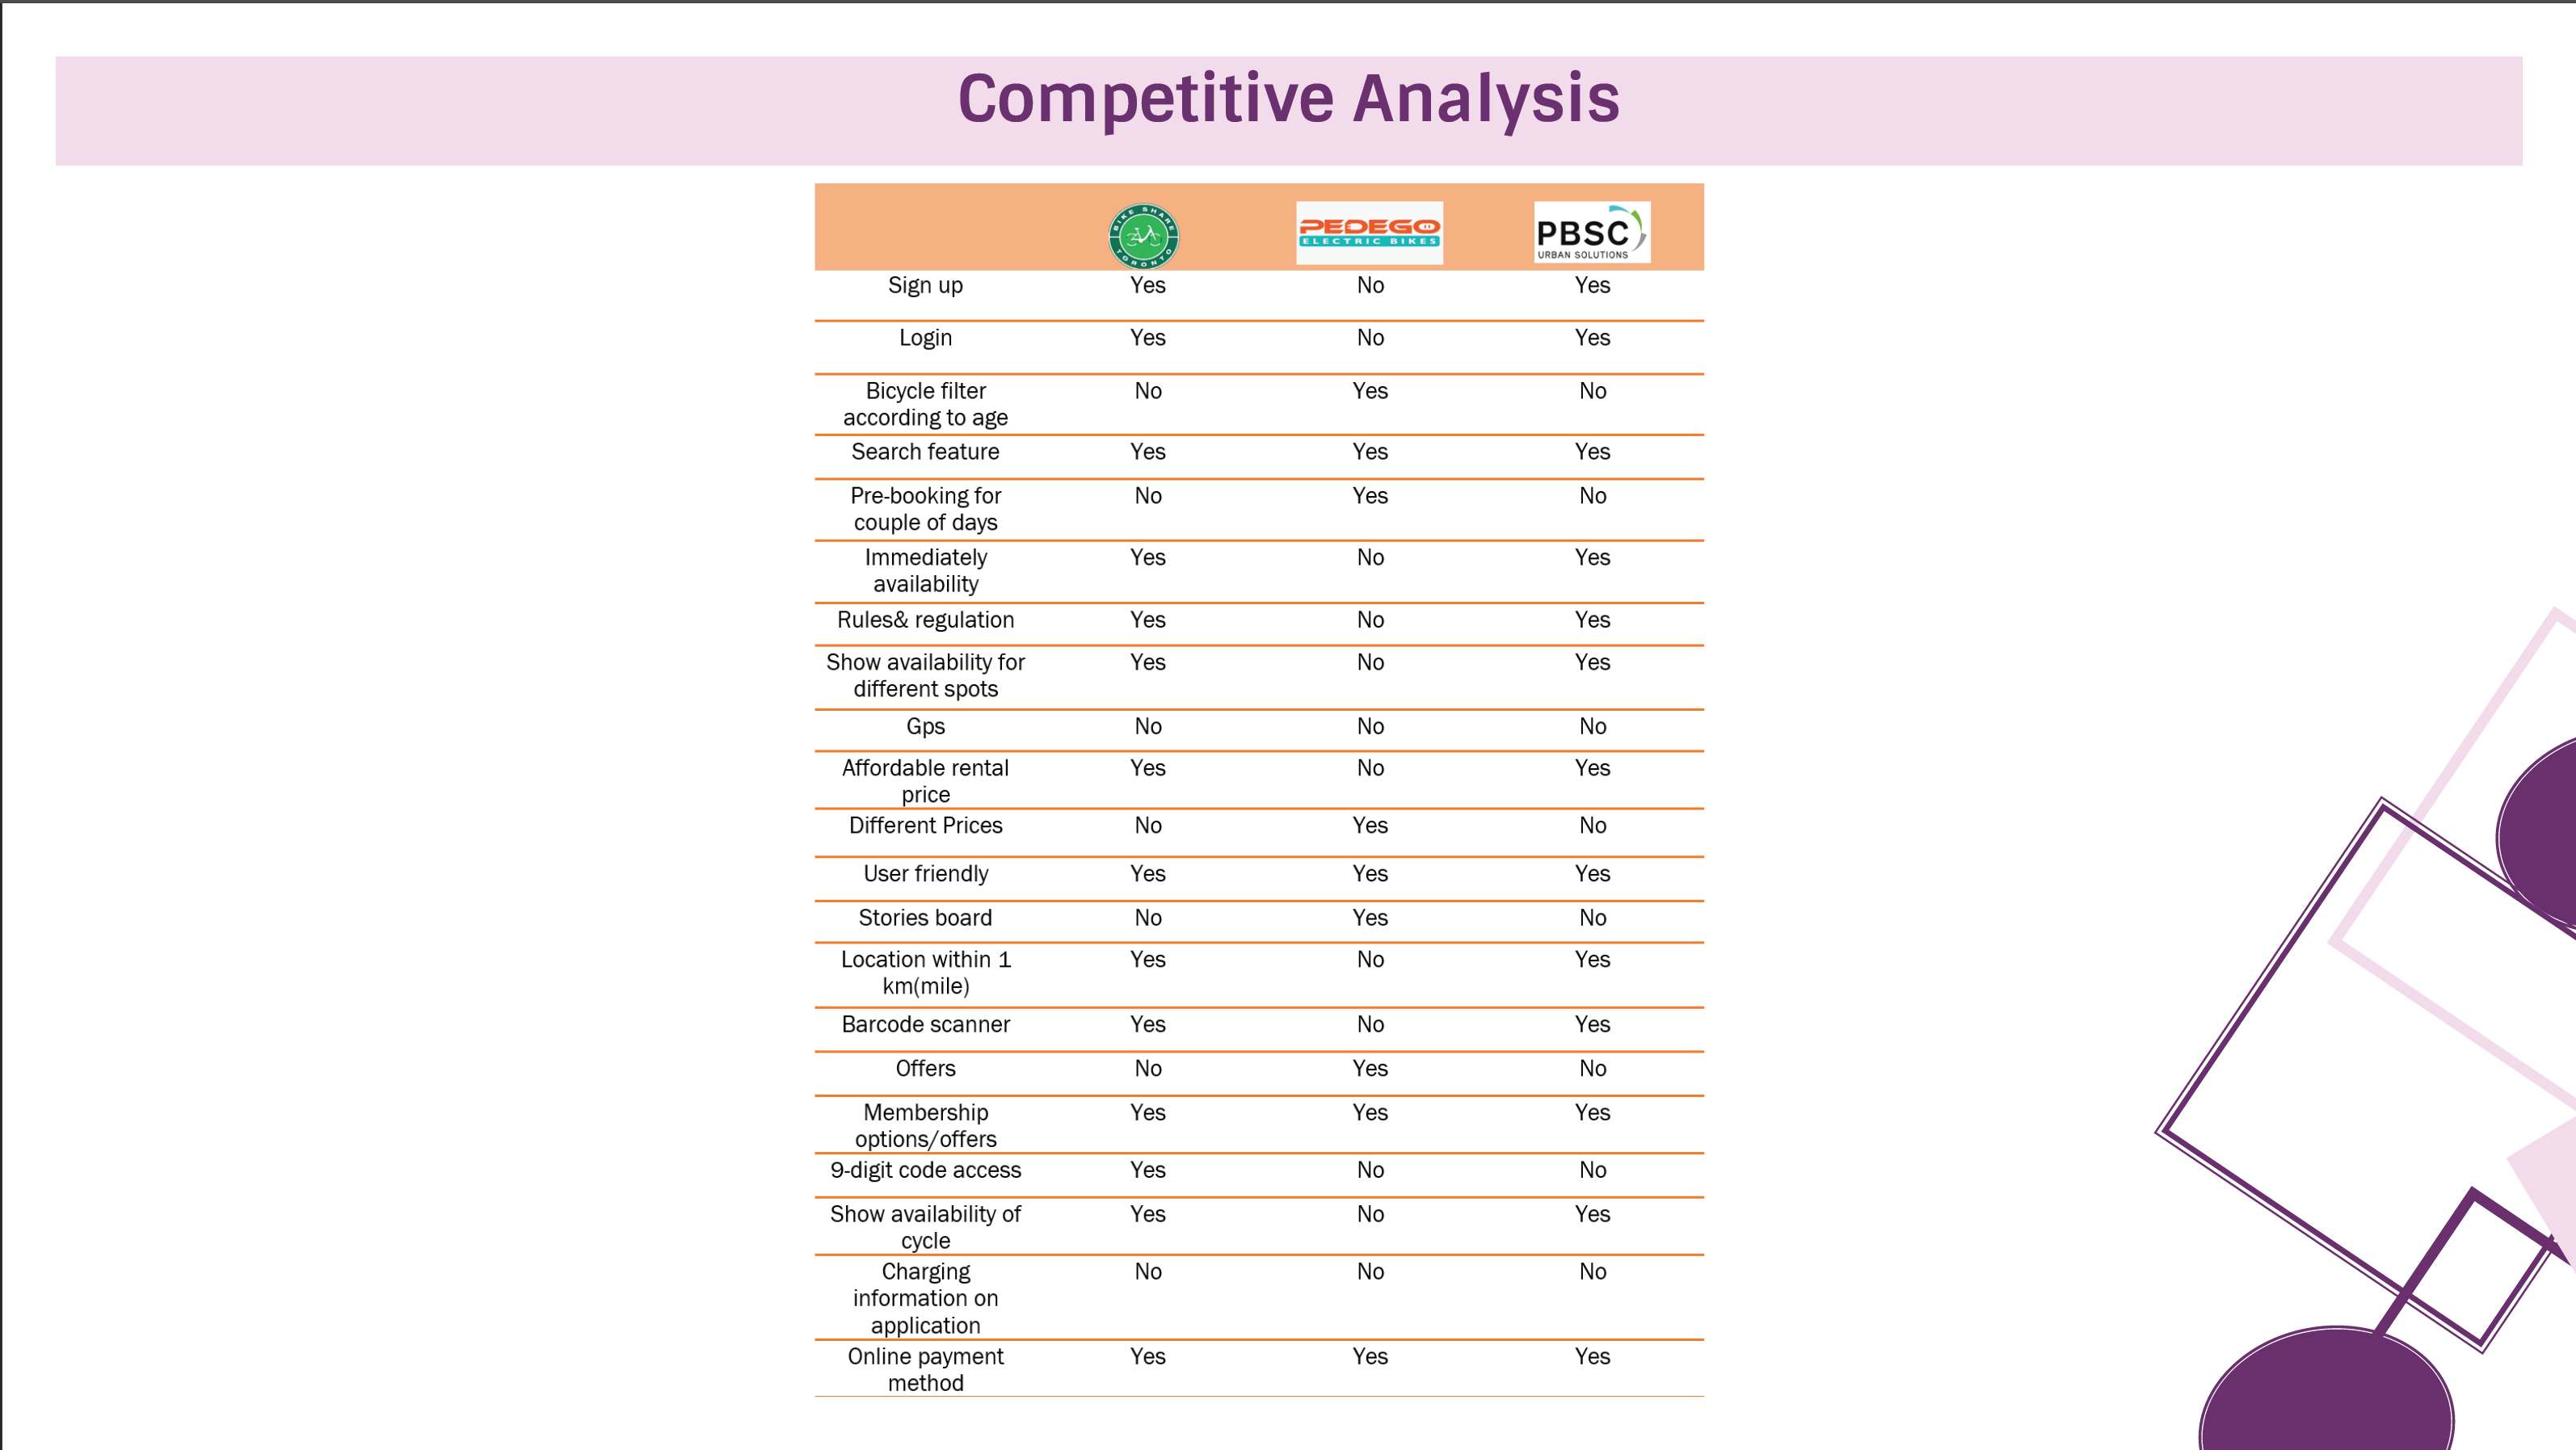 Competitive Analysis
BIKE SHARE TORONTO
PEDEGO
ELECTRIC BIKES
PBSC
URBAN SOLUTIONS
Sign up Yes No Yes
Login Yes No Yes
Bicycle filter No Yes No
according to age
Search feature Yes Yes Yes
Pre-booking for No Yes No
couple of days
Immediately Yes No Yes
availability
Rules& regulation Yes No Yes
Show availability for Yes No Yes
different spots
Gps No No No
Affordable rental Yes No Yes
price
Different Prices No Yes No
User friendly Yes Yes Yes
Stories board No Yes No
Location within 1 Yes No Yes
km(mile)
Barcode scanner Yes No Yes
Offers No Yes No
Membership Yes Yes Yes
options/offers
9-digit code access Yes No No
Show availability of Yes No Yes
cycle
Charging No No No
information on
application
Online payment Yes Yes Yes
method